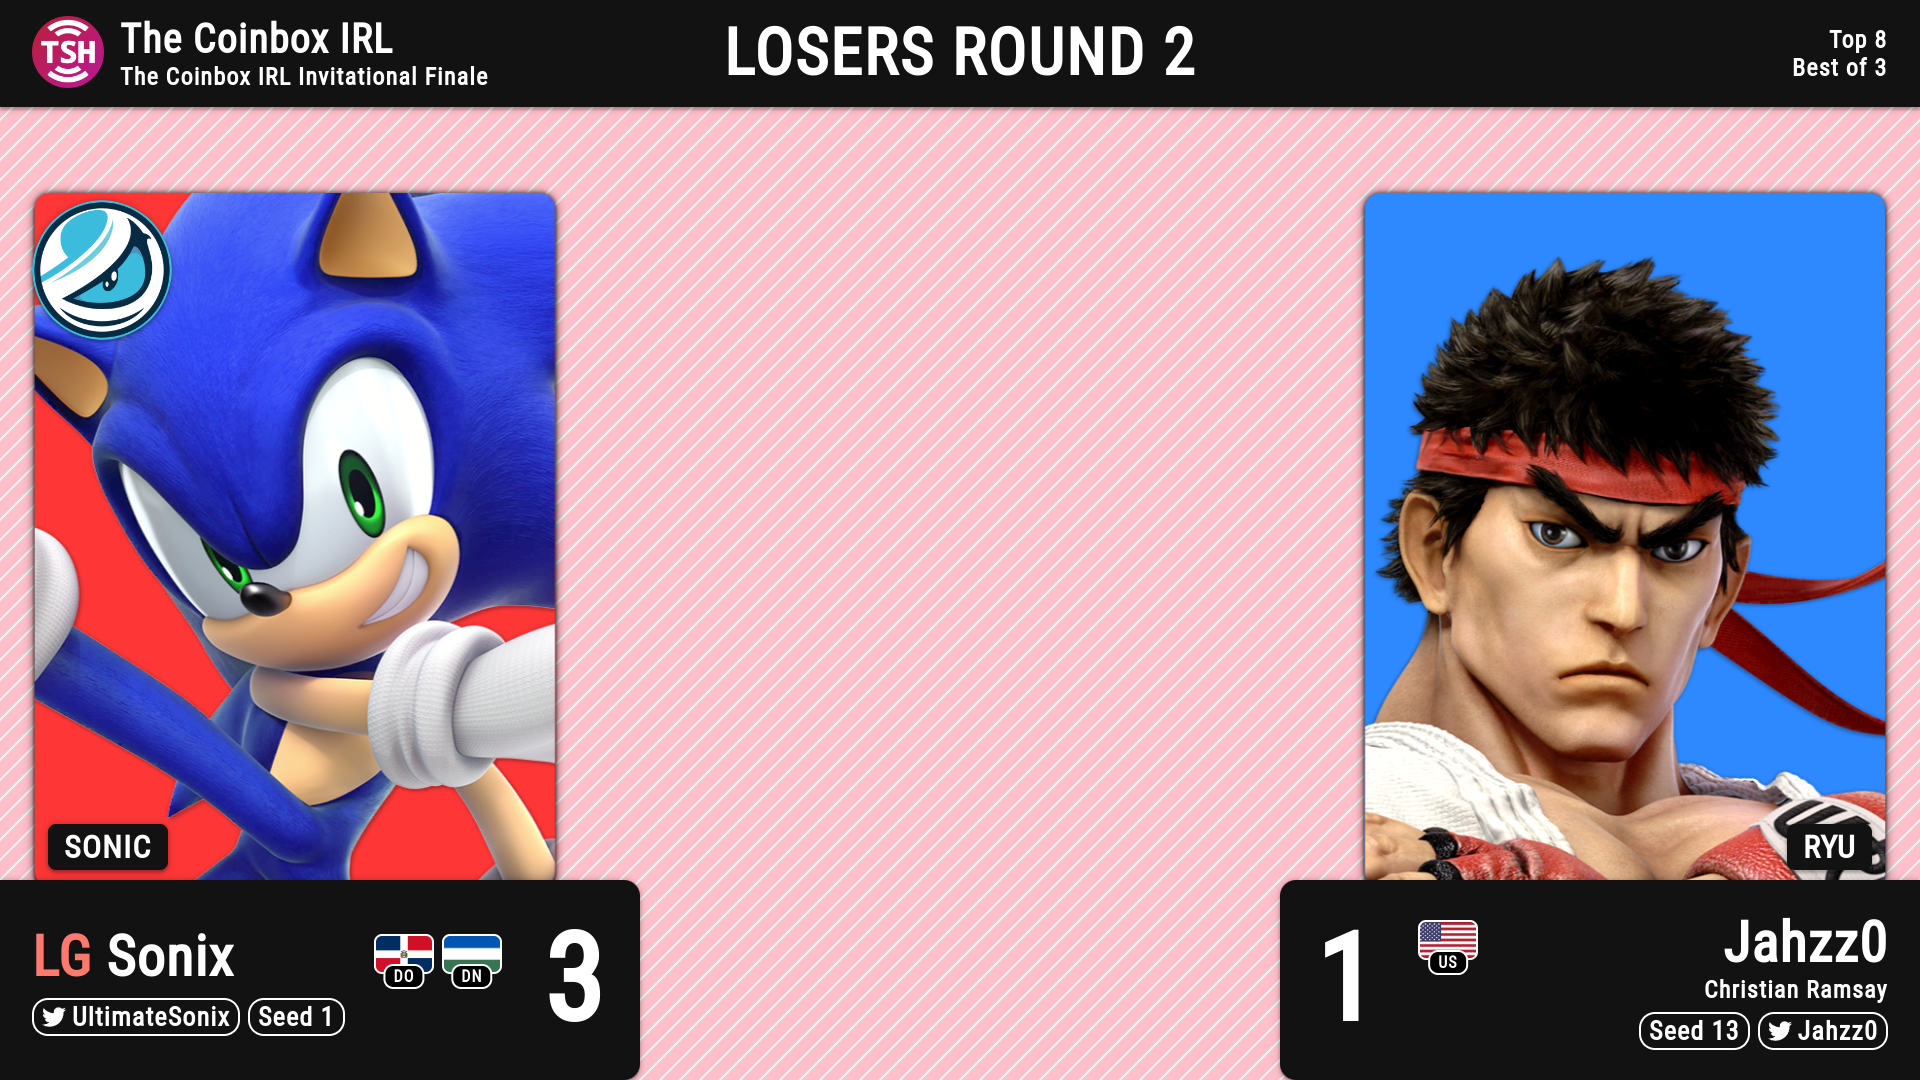 TSH
The Coinbox IRL
The Coinbox IRL Invitational Finale
LOSERS ROUND 2
Top 8
Best of 3
SONIC
RYU
LG Sonix
DO
DN
3
UltimateSonix
Seed 1
1
US
Jahzz0
Christian Ramsay
Seed 13
Jahzz0